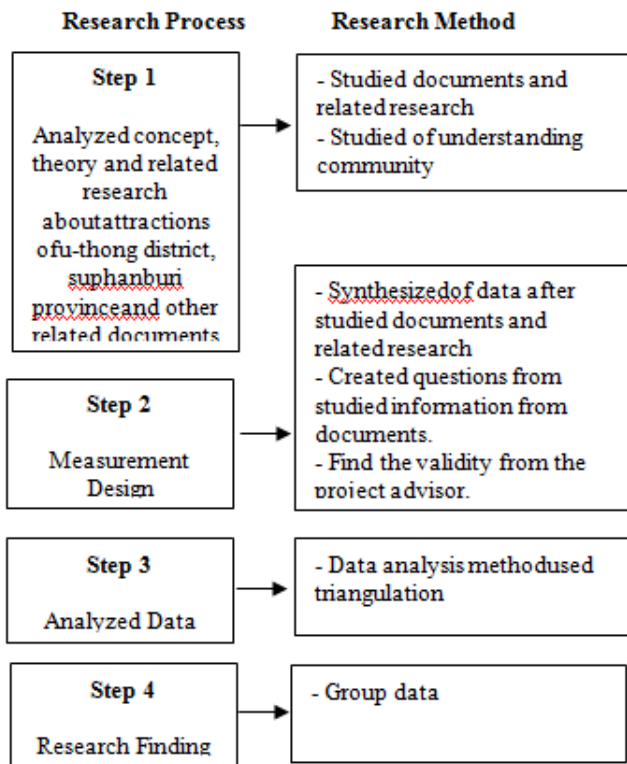 Research Process
Research Method
Step 1
Analyzed concept,
theory and related
research
aboutattractions
ofu-thong district,
suphanburi
provinceand other
related documents
- Studied documents and
related research
- Studied of understanding
community
Step 2
Measurement
Design
- Synthesizedof data after
studied documents and
related research
- Created questions from
studied information from
documents.
- Find the validity from the
project advisor.
Step 3
Analyzed Data
- Data analysis methodused
triangulation
Step 4
Research Finding
- Group data